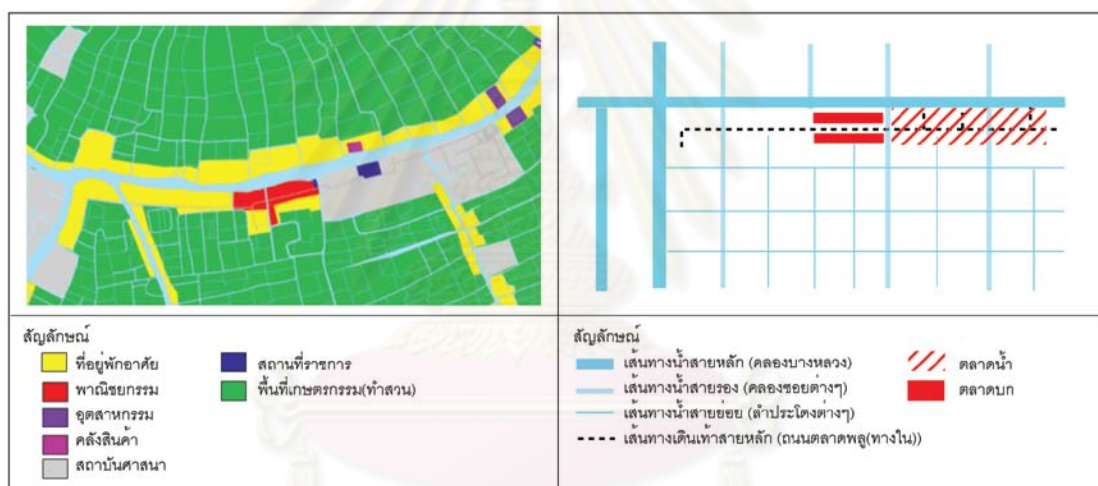 สัญลักษณ์
ที่อยู่พักอาศัย
พาณิชยกรรม
อุตสาหกรรม
คลังสินค้า
สถาบันศาสนา
สถานที่ราชการ
พื้นที่เกษตรกรรม(ทำสวน)
สัญลักษณ์
เส้นทางน้ำสายหลัก (คลองบางหลวง)
เส้นทางน้ำสายรอง (คลองซอยต่างๆ)
เส้นทางน้ำสายย่อย (ลำประโดงต่างๆ)
เส้นทางเดินเท้าสายหลัก (ถนนตลาดพลู(ทางใน))
ตลาดน้ำ
ตลาดบก